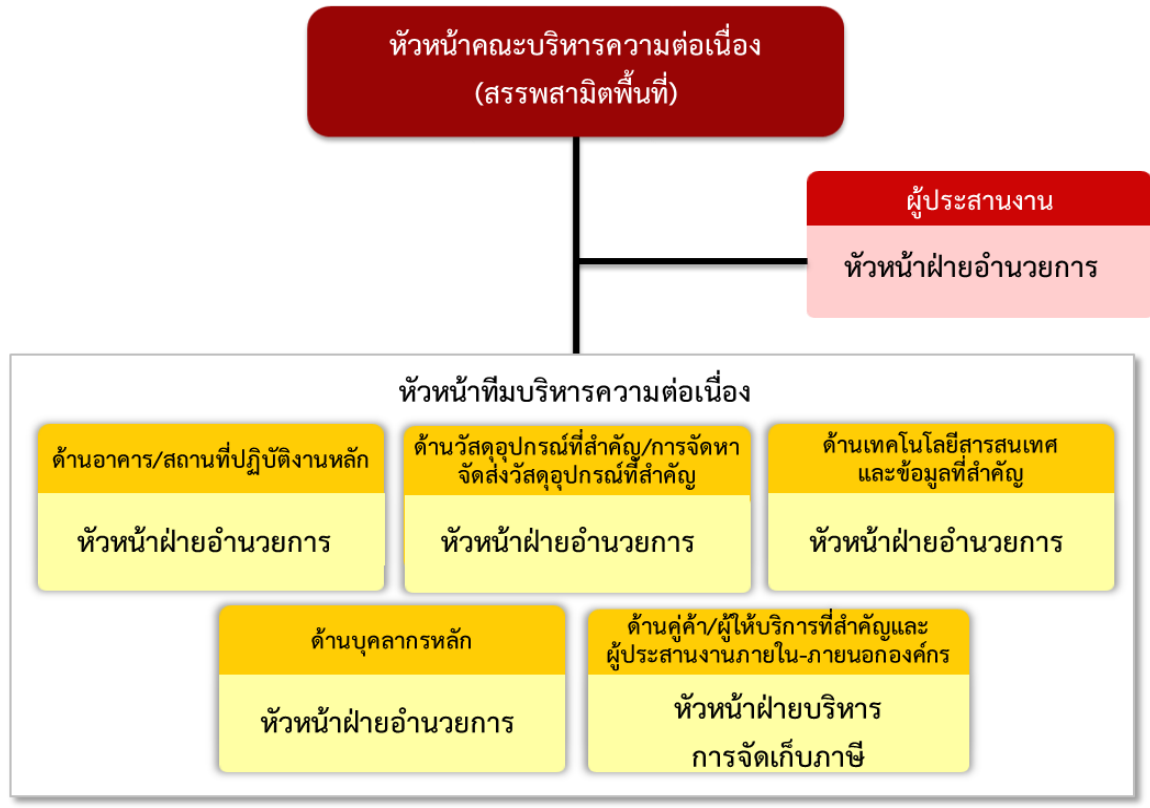 หัวหน้าคณะบริหารความต่อเนื่อง
(สรรพสามิตพื้นที่)
ผู้ประสานงาน
หัวหน้าฝ่ายอำนวยการ
หัวหน้าทีมบริหารความต่อเนื่อง
ด้านอาคาร/สถานที่ปฏิบัติงานหลัก
หัวหน้าฝ่ายอำนวยการ
ด้านวัสดุอุปกรณ์ที่สำคัญ/การจัดหา
จัดส่งวัสดุอุปกรณ์ที่สำคัญ
หัวหน้าฝ่ายอำนวยการ
ด้านเทคโนโลยีสารสนเทศ
และข้อมูลที่สำคัญ
หัวหน้าฝ่ายอำนวยการ
ด้านบุคลากรหลัก
หัวหน้าฝ่ายอำนวยการ
ด้านคู่ค้า/ผู้ให้บริการที่สำคัญและ
ผู้ประสานงานภายใน-ภายนอกองค์กร
หัวหน้าฝ่ายบริหาร
การจัดเก็บภาษี